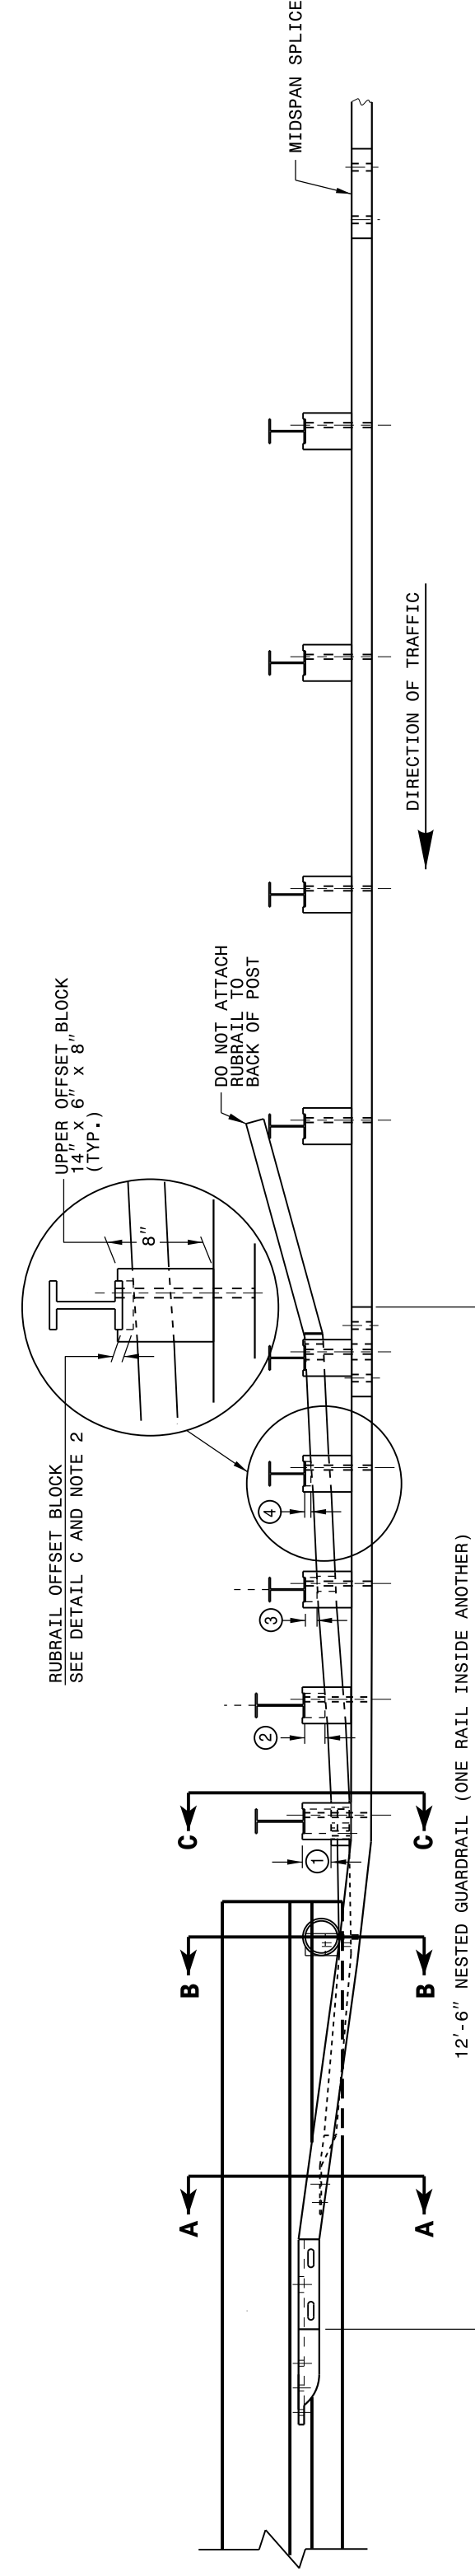 MIDSPAN SPLICE
DIRECTION OF TRAFFIC
UPPER OFFSET BLOCK
14" x 6" x 8"
(TYP.)
8"
DO NOT ATTACH
RUBRAIL TO
BACK OF POST
RUBRAIL OFFSET BLOCK
SEE DETAIL C AND NOTE 2
4
3
2
1
C
C
B
B
A
A
12'-6" NESTED GUARDRAIL (ONE RAIL INSIDE ANOTHER)